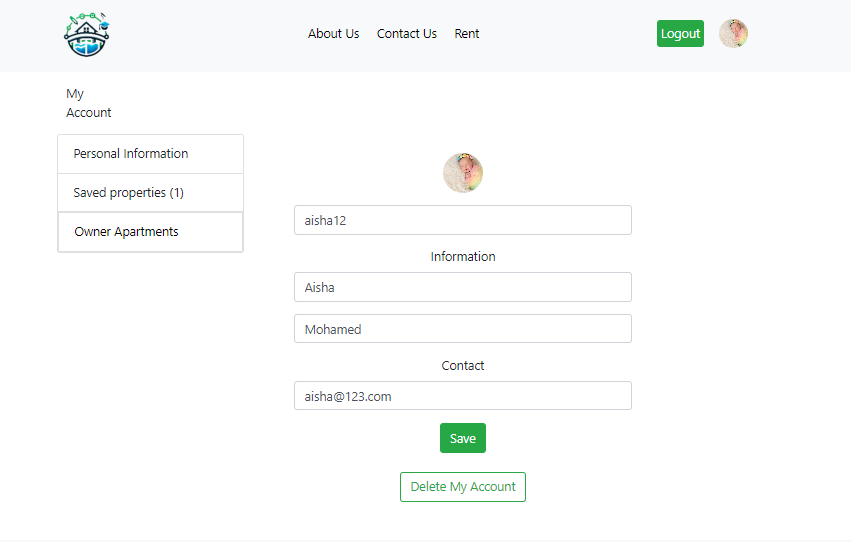 About Us Contact Us Rent Logout
My
Account
Personal Information
Saved properties (1)
Owner Apartments
aisha12
Information
Aisha
Mohamed
Contact
aisha@123.com
Save
Delete My Account